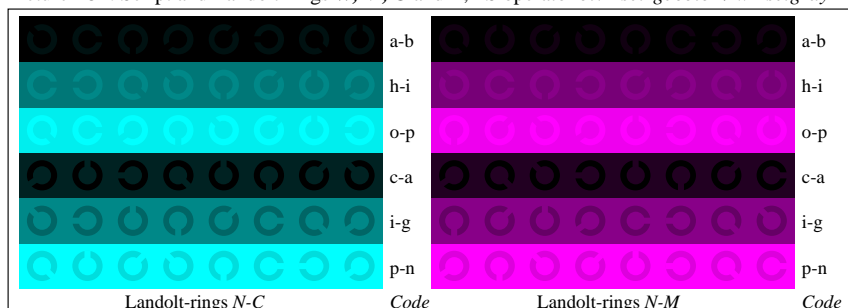 a-b a-b
h-i h-i
o-p o-p
c-a c-a
i-g i-g
p-n p-n
Landolt-rings N-C Code Landolt-rings N-M Code